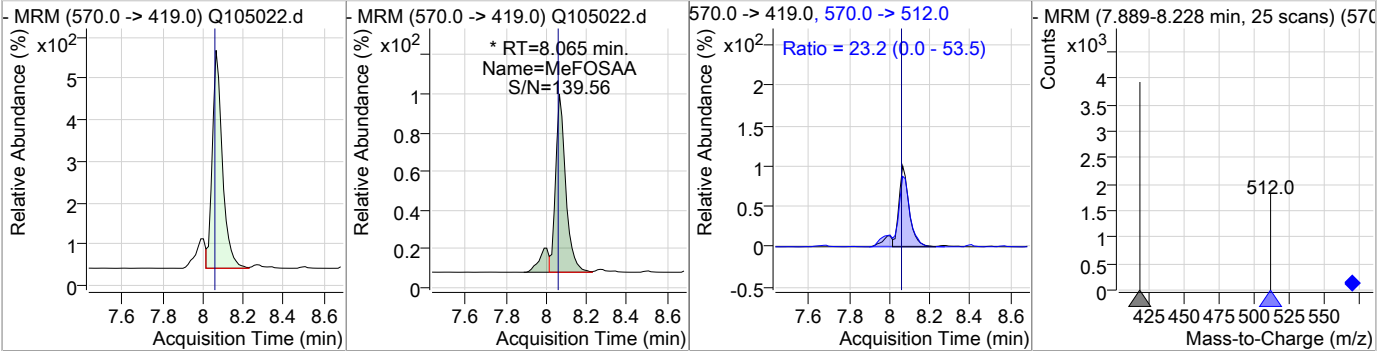 - MRM (570.0 -> 419.0) Q105022.d
x10²
Relative Abundance (%)
5
4
3
2
1
0
7.6 7.8 8 8.2 8.4 8.6
Acquisition Time (min)
- MRM (570.0 -> 419.0) Q105022.d
x10²
* RT=8.065 min.
Name=MeFOSAA
S/N=139.56
Relative Abundance (%)
1
0.8
0.6
0.4
0.2
0
7.6 7.8 8 8.2 8.4 8.6
Acquisition Time (min)
570.0 -> 419.0, 570.0 -> 512.0
x10²
Ratio = 23.2 (0.0 - 53.5)
Relative Abundance (%)
2
1.5
1
0.5
0
-0.5
7.6 7.8 8 8.2 8.4 8.6
Acquisition Time (min)
- MRM (7.889-8.228 min, 25 scans) (570
x10³
Counts
4
3.5
3
2.5
2
1.5
1
0.5
0
512.0
425 450 475 500 525 550
Mass-to-Charge (m/z)